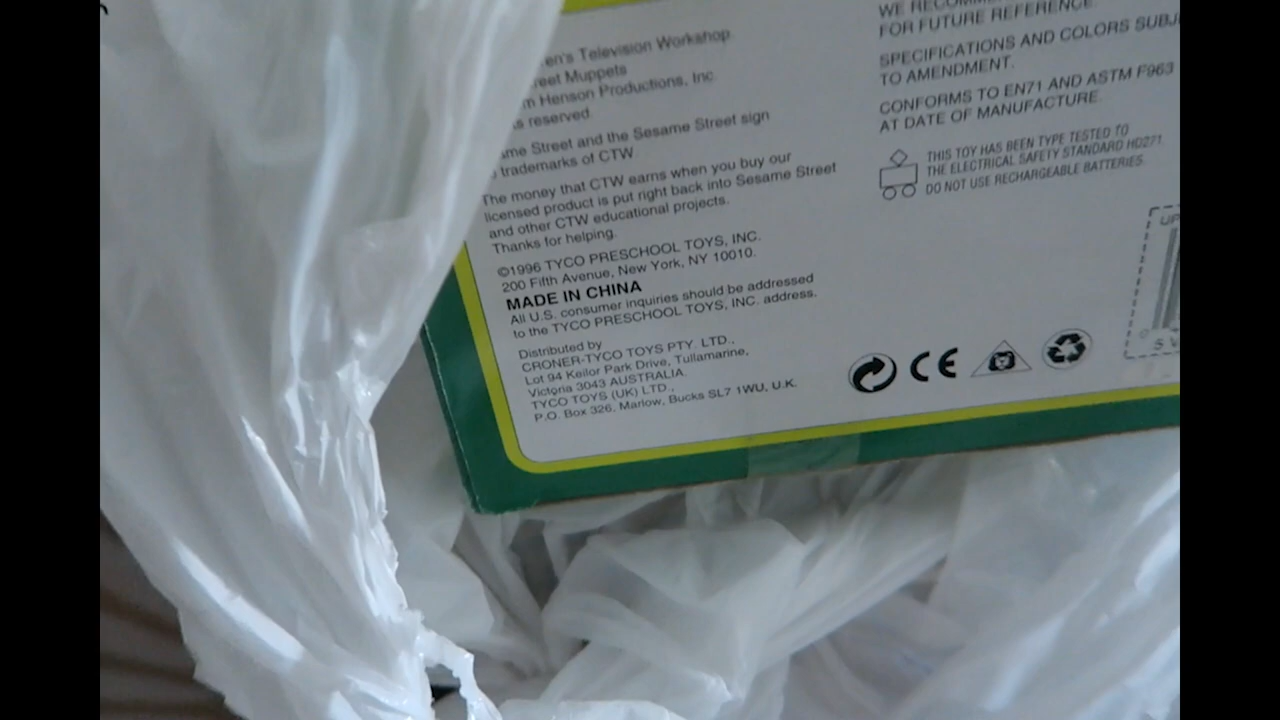 en's Television Workshop
reet Muppets
m Henson Productions, Inc.
s reserved.
me Street and the Sesame Street sign
trademarks of CTW.
The money that CTW earns when you buy our
licensed product is put right back into Sesame Street
and other CTW educational projects.
Thanks for helping.
©1996 TYCO PRESCHOOL TOYS, INC.
200 Fifth Avenue, New York, NY 10010.
MADE IN CHINA
All U.S. consumer inquiries should be addressed
to the TYCO PRESCHOOL TOYS, INC. address.
Distributed by
CRONER-TYCO TOYS PTY. LTD.,
Lot 94 Keilor Park Drive, Tullamarine,
Victoria 3043 AUSTRALIA.
TYCO TOYS (UK) LTD.,
P.O. Box 326, Marlow, Bucks SL7 1WU, U.K.
WE RECOMM
FOR FUTURE REFERENCE.
SPECIFICATIONS AND COLORS SUBJ
TO AMENDMENT.
CONFORMS TO EN71 AND ASTM F963
AT DATE OF MANUFACTURE.
THIS TOY HAS BEEN TYPE TESTED TO
THE ELECTRICAL SAFETY STANDARD HD271
DO NOT USE RECHARGEABLE BATTERIES.
UP
5
CE